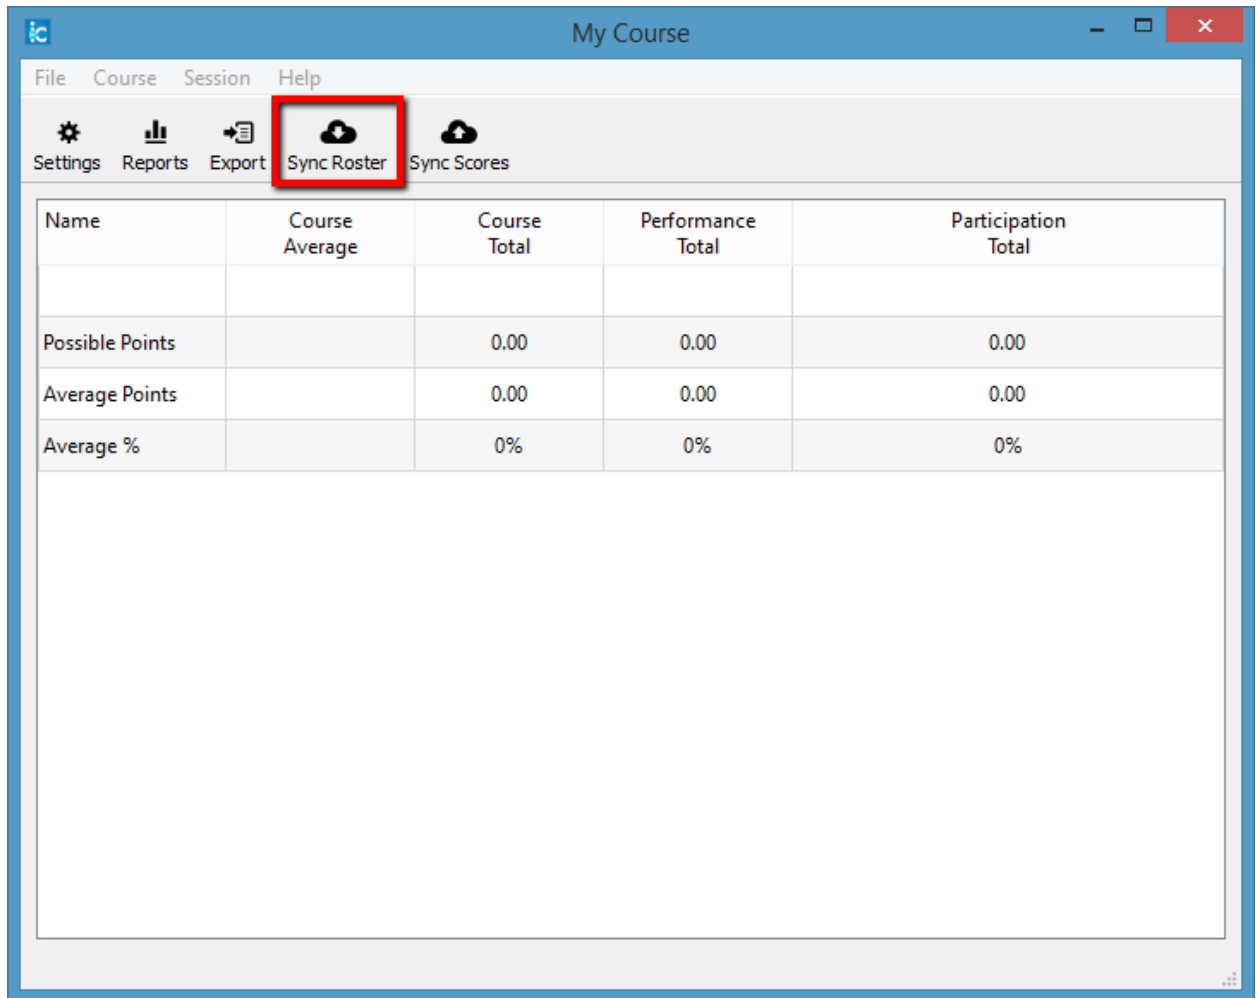 ic My Course
File Course Session Help
Settings Reports Export Sync Roster Sync Scores
Name Course Average Course Total Performance Total Participation Total
Possible Points 0.00 0.00 0.00
Average Points 0.00 0.00 0.00
Average % 0% 0% 0%